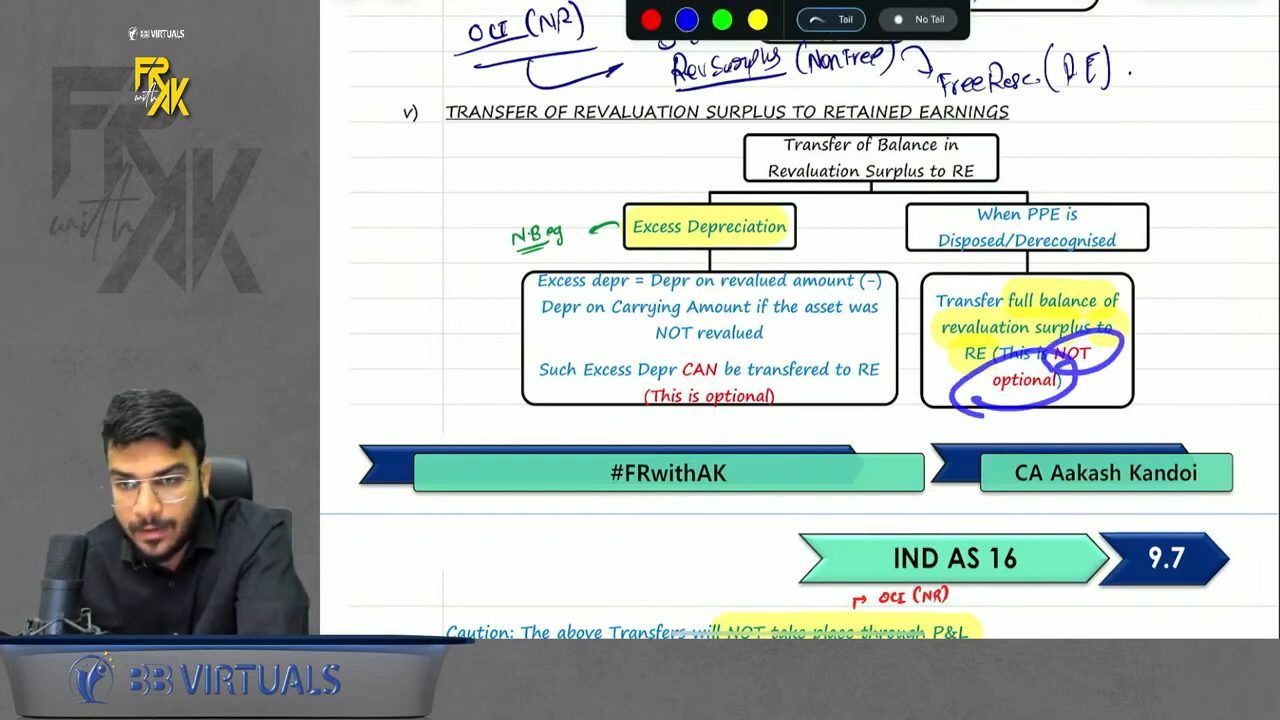 BB VIRTUALS
FR
with
AK
FR
with
AK
Tail
No Tail
OCI (NR)
Rev Surplus (Non Free)
Free Reser (RE).
v) TRANSFER OF REVALUATION SURPLUS TO RETAINED EARNINGS
Transfer of Balance in
Revaluation Surplus to RE
N.B eg
Excess Depreciation
When PPE is
Disposed/Derecognised
Excess depr = Depr on revalued amount (-)
Depr on Carrying Amount if the asset was
NOT revalued
Such Excess Depr CAN be transfered to RE
(This is optional)
Transfer full balance of
revaluation surplus to
RE (This is NOT
optional)
#FRwithAK
CA Aakash Kandoi
IND AS 16
9.7
OCI (NR)
Caution: The above Transfers will NOT take place through P&L
BB VIRTUALS